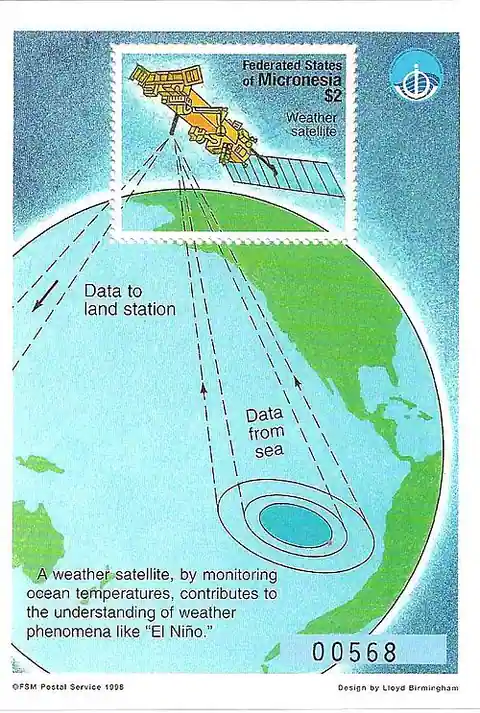 Federated States
of Micronesia
$2
Weather
satellite
Data to
land station
Data
from
sea
A weather satellite, by monitoring
ocean temperatures, contributes to
the understanding of weather
phenomena like "El Niño."
00568
©FSM Postal Service 1998
Design by Lloyd Birmingham